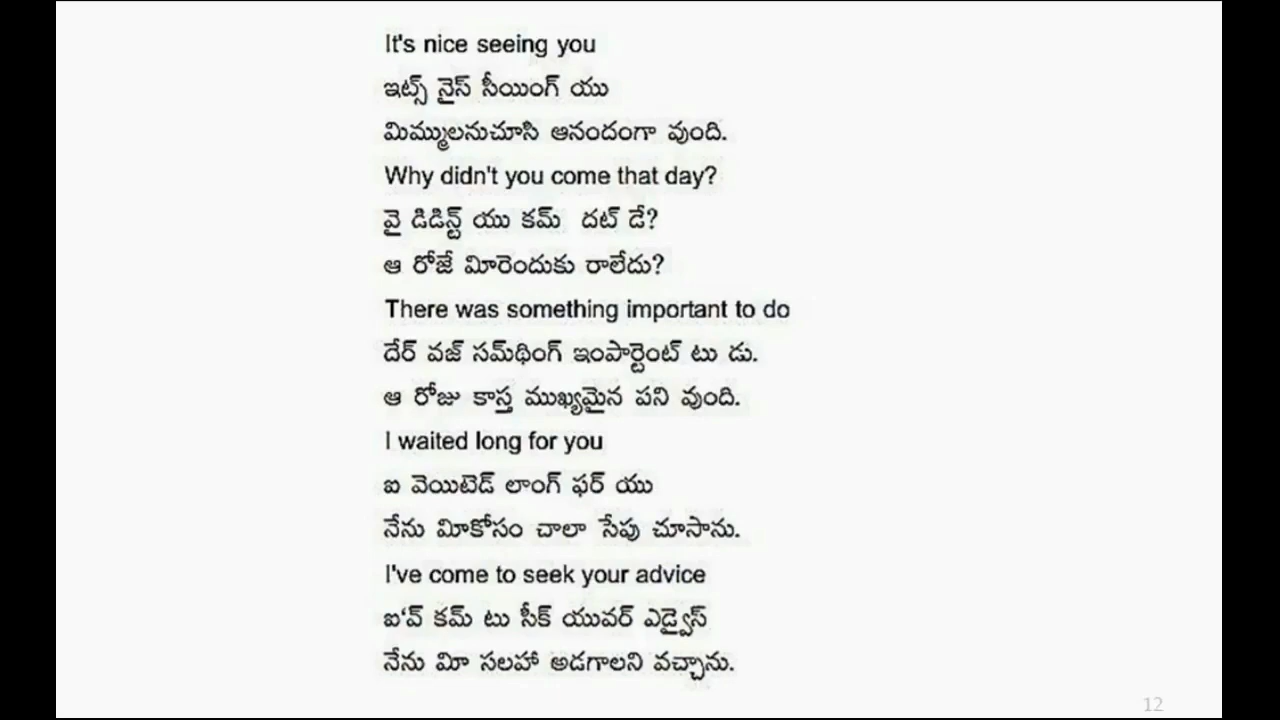 It's nice seeing you
ఇట్స్ నైస్ సీయింగ్ యు
మిమ్ములనుచూసి ఆనందంగా వుంది.
Why didn't you come that day?
వై డిడిన్ట్ యు కమ్ దట్ డే?
ఆ రోజే మీరెందుకు రాలేదు?
There was something important to do
దేర్ వజ్ సమ్‌థింగ్ ఇంపార్టెంట్ టు డు.
ఆ రోజు కాస్త ముఖ్యమైన పని వుంది.
I waited long for you
ఐ వెయిటెడ్ లాంగ్ ఫర్ యు
నేను మీకోసం చాలా సేపు చూసాను.
I've come to seek your advice
ఐ‘వ్ కమ్ టు సీక్ యువర్ ఎడ్వైస్
నేను మీ సలహా అడగాలని వచ్చాను.
12